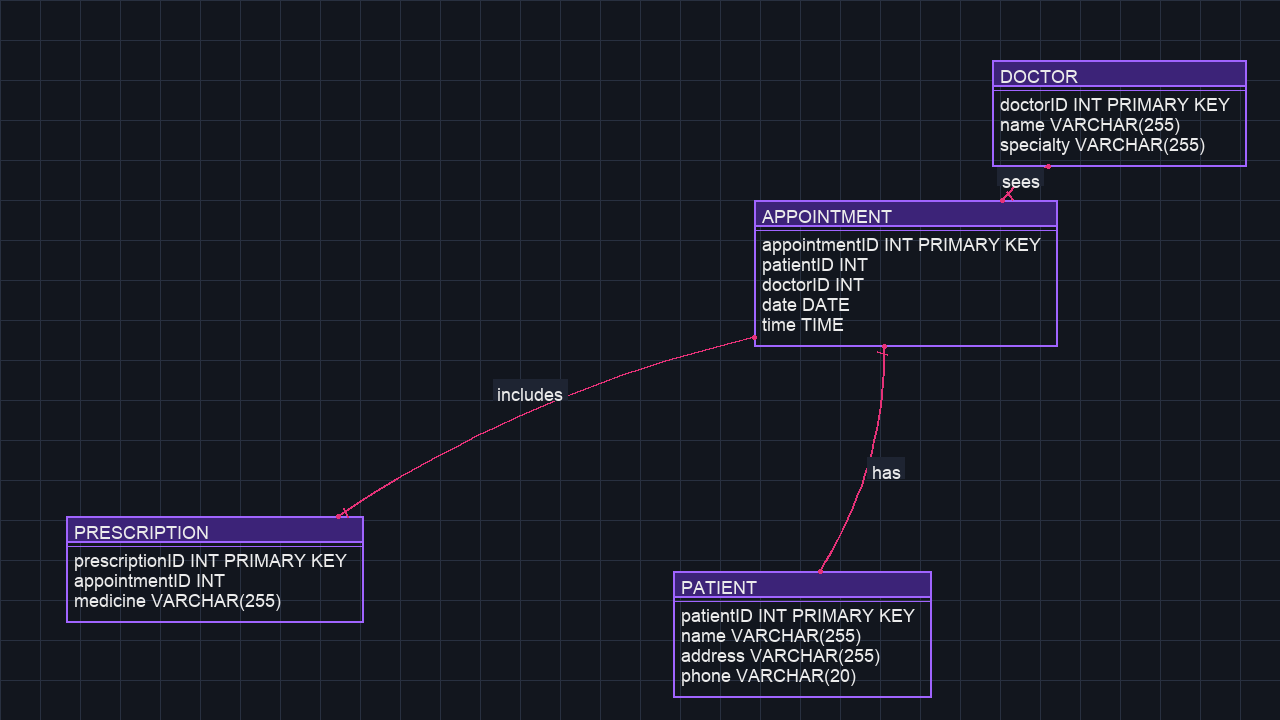 DOCTOR
doctorID INT PRIMARY KEY
name VARCHAR(255)
specialty VARCHAR(255)
sees
APPOINTMENT
appointmentID INT PRIMARY KEY
patientID INT
doctorID INT
date DATE
time TIME
includes
has
PRESCRIPTION
prescriptionID INT PRIMARY KEY
appointmentID INT
medicine VARCHAR(255)
PATIENT
patientID INT PRIMARY KEY
name VARCHAR(255)
address VARCHAR(255)
phone VARCHAR(20)